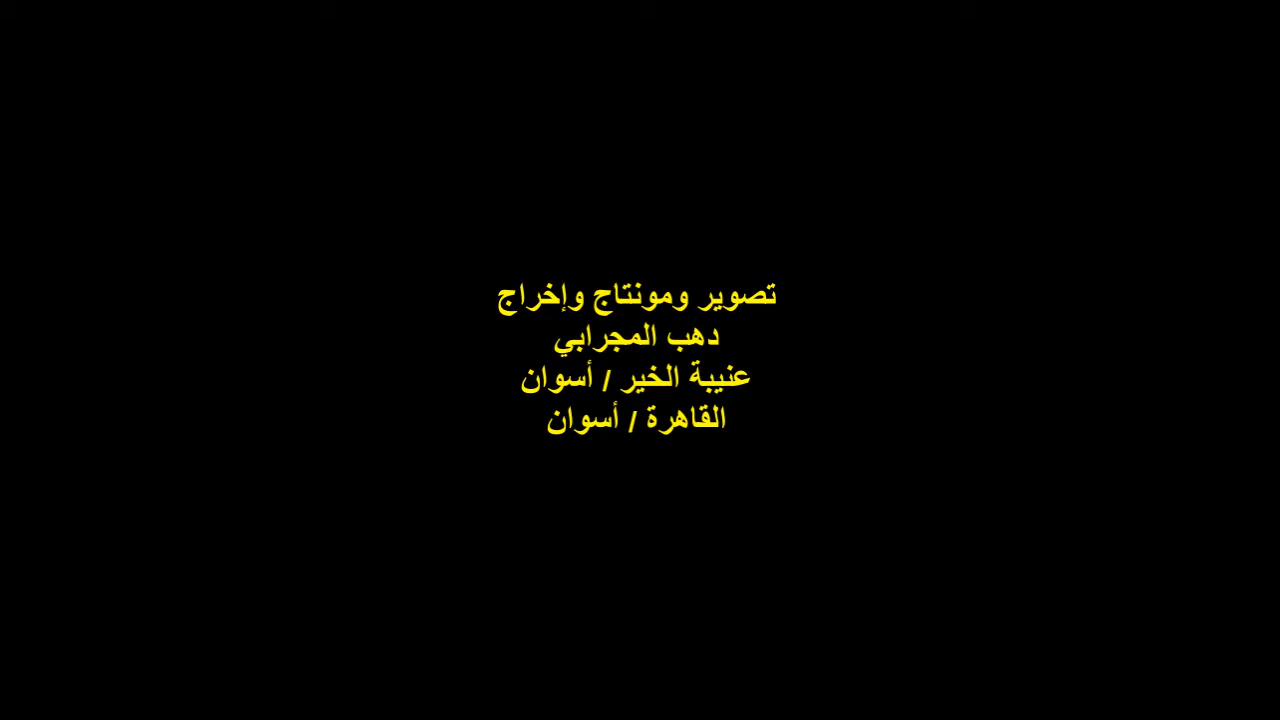 تصوير ومونتاج وإخراج
دهب المجرابي
عنيبة الخير / أسوان
القاهرة / أسوان